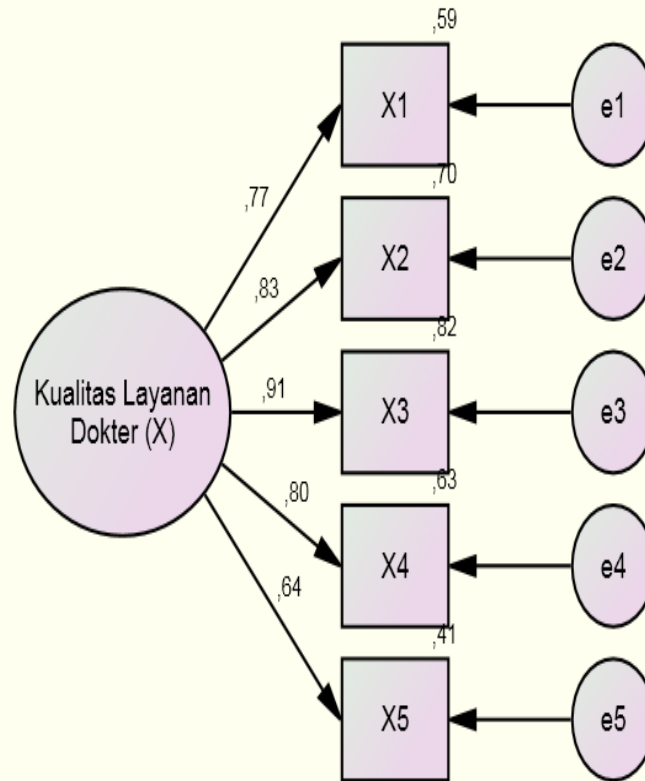 ,59
X1
e1
,77
,70
X2
e2
,83
,82
Kualitas Layanan
Dokter (X)
,91
X3
e3
,63
,80
X4
e4
,64
,41
X5
e5